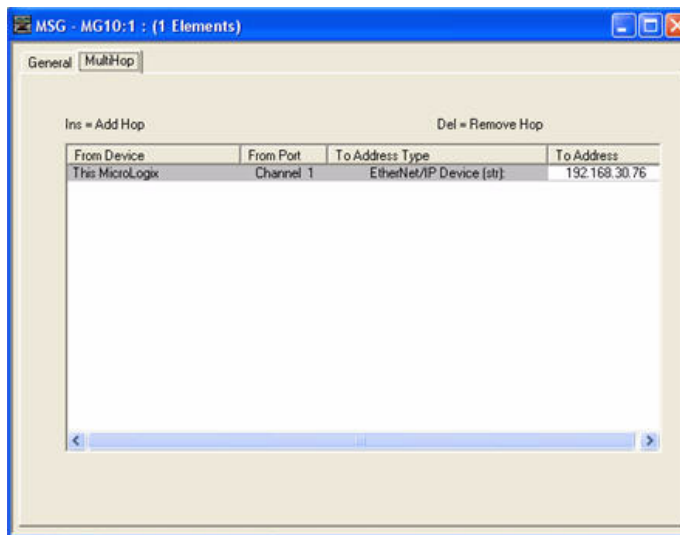 MSG - MG10:1 : (1 Elements)
General MultiHop
Ins = Add Hop Del = Remove Hop
From Device From Port To Address Type To Address
This MicroLogix Channel 1 EtherNet/IP Device (str): 192.168.30.76